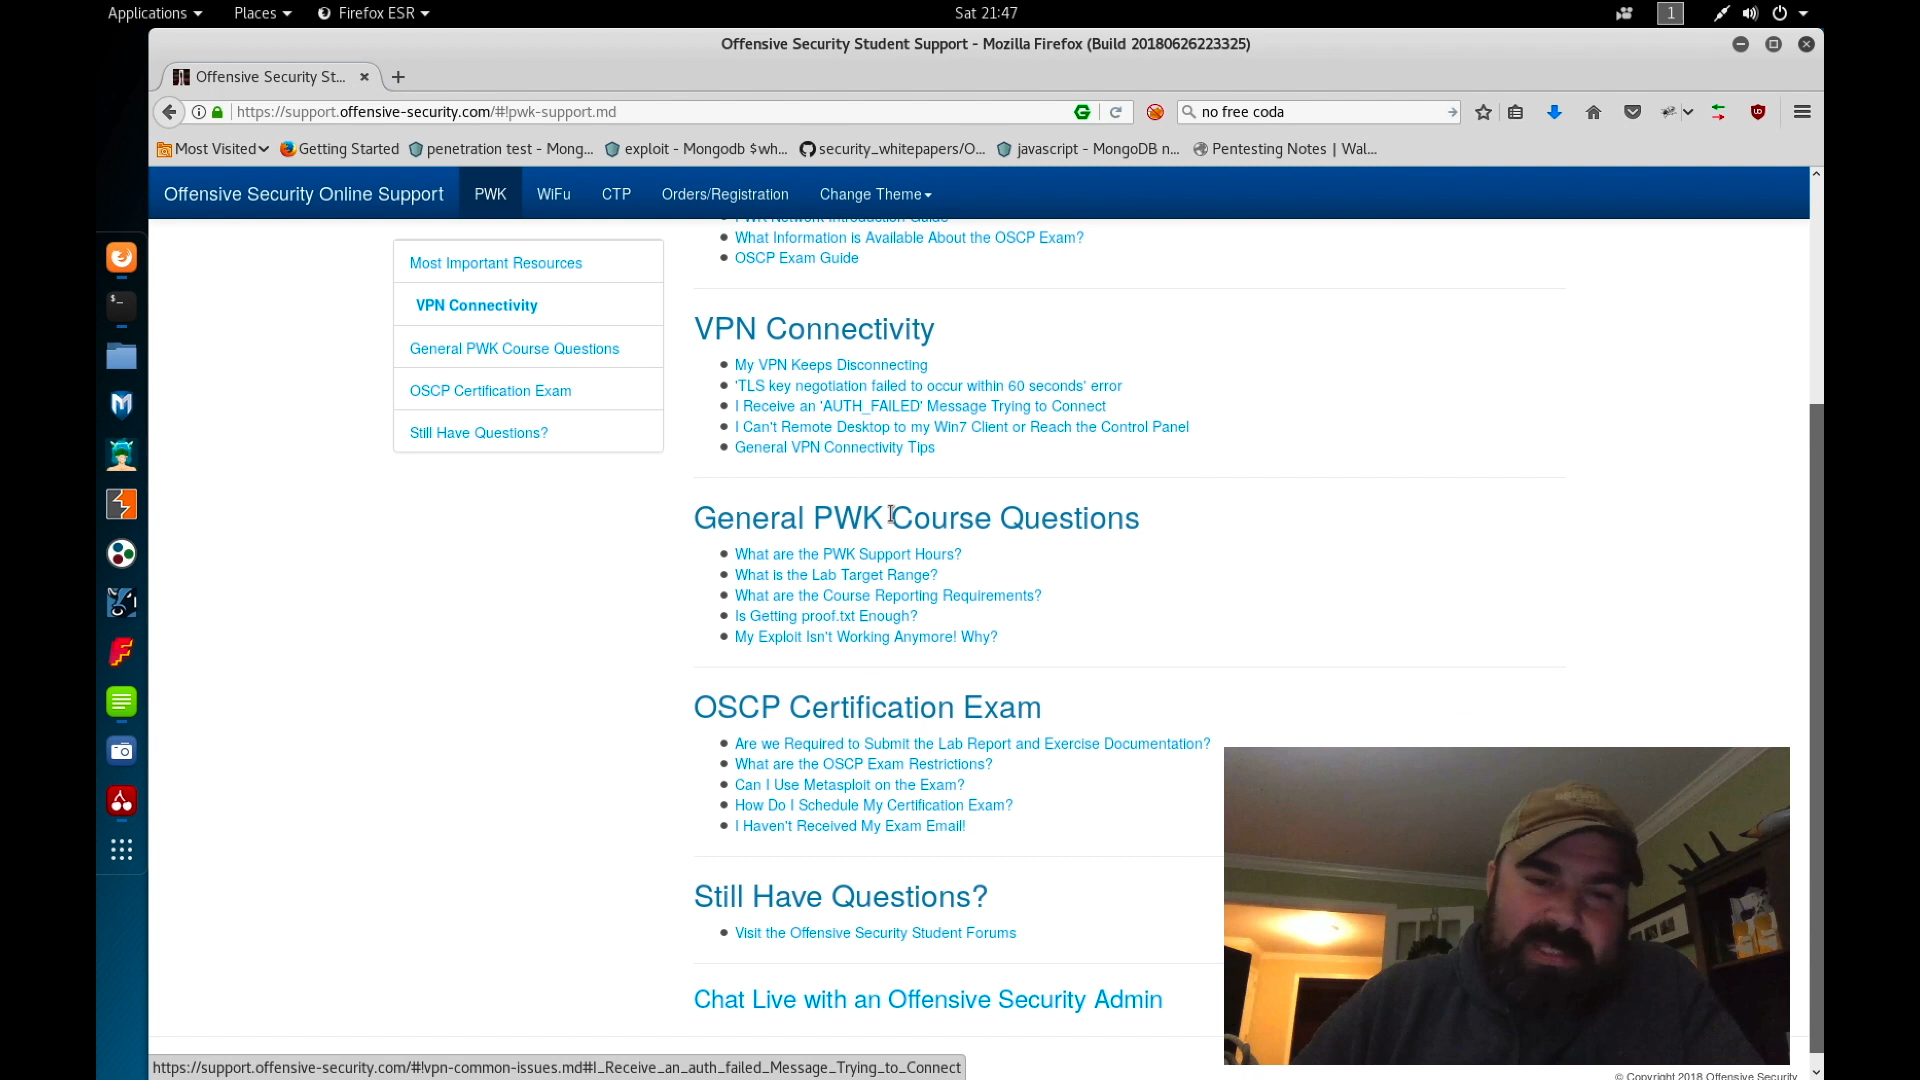 Applications Places Firefox ESR Sat 21:47 1
Offensive Security Student Support - Mozilla Firefox (Build 20180626223325)
Offensive Security St...
https://support.offensive-security.com/#!pwk-support.md no free coda
Most Visited Getting Started penetration test - Mong... exploit - Mongodb $wh... security_whitepapers/O... javascript - MongoDB n... Pentesting Notes | Wal...
Offensive Security Online Support PWK WiFu CTP Orders/Registration Change Theme
Most Important Resources
VPN Connectivity
General PWK Course Questions
OSCP Certification Exam
Still Have Questions?
PWK Network Introduction Guide
What Information is Available About the OSCP Exam?
OSCP Exam Guide
VPN Connectivity
My VPN Keeps Disconnecting
'TLS key negotiation failed to occur within 60 seconds' error
I Receive an 'AUTH_FAILED' Message Trying to Connect
I Can't Remote Desktop to my Win7 Client or Reach the Control Panel
General VPN Connectivity Tips
General PWK Course Questions
What are the PWK Support Hours?
What is the Lab Target Range?
What are the Course Reporting Requirements?
Is Getting proof.txt Enough?
My Exploit Isn't Working Anymore! Why?
OSCP Certification Exam
Are we Required to Submit the Lab Report and Exercise Documentation?
What are the OSCP Exam Restrictions?
Can I Use Metasploit on the Exam?
How Do I Schedule My Certification Exam?
I Haven't Received My Exam Email!
Still Have Questions?
Visit the Offensive Security Student Forums
Chat Live with an Offensive Security Admin
https://support.offensive-security.com/#!vpn-common-issues.md#I_Receive_an_auth_failed_Message_Trying_to_Connect
© Copyright 2018 Offensive Security